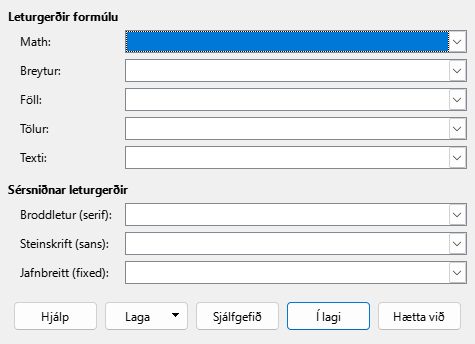 Leturgerðir formúlu
Math:
Breytur:
Föll:
Tölur:
Texti:
Sérsniðnar leturgerðir
Broddletur (serif):
Steinskrift (sans):
Jafnbreitt (fixed):
Hjálp Laga Sjálfgefið Í lagi Hætta við